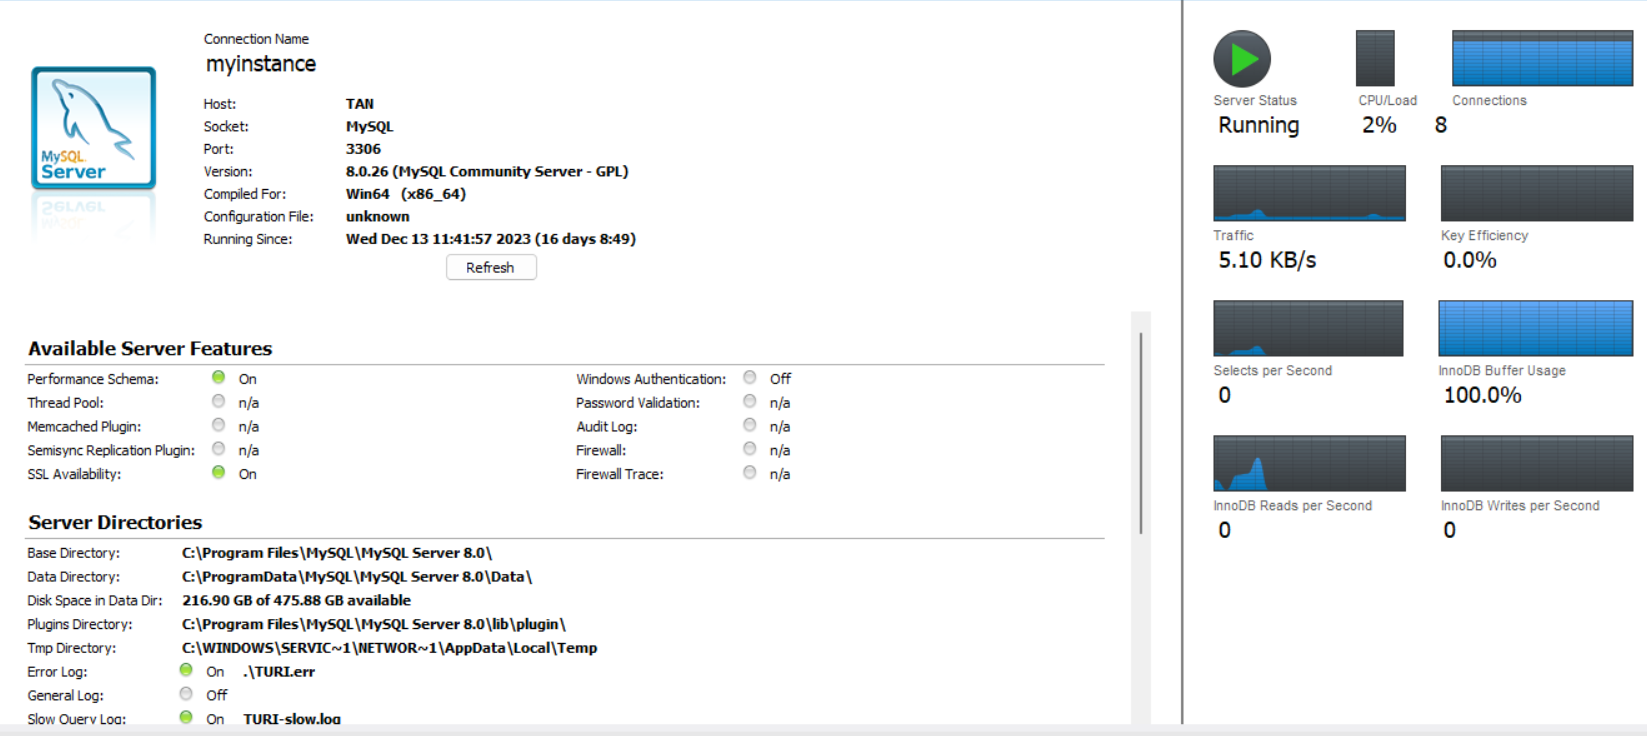 Connection Name
myinstance
MySQL
Server
Host: TAN
Socket: MySQL
Port: 3306
Version: 8.0.26 (MySQL Community Server - GPL)
Compiled For: Win64 (x86_64)
Configuration File: unknown
Running Since: Wed Dec 13 11:41:57 2023 (16 days 8:49)
Refresh
Available Server Features
Performance Schema: On Windows Authentication: Off
Thread Pool: n/a Password Validation: n/a
Memcached Plugin: n/a Audit Log: n/a
Semisync Replication Plugin: n/a Firewall: n/a
SSL Availability: On Firewall Trace: n/a
Server Directories
Base Directory: C:\Program Files\MySQL\MySQL Server 8.0\
Data Directory: C:\ProgramData\MySQL\MySQL Server 8.0\Data\
Disk Space in Data Dir: 216.90 GB of 475.88 GB available
Plugins Directory: C:\Program Files\MySQL\MySQL Server 8.0\lib\plugin\
Tmp Directory: C:\WINDOWS\SERVIC~1\NETWOR~1\AppData\Local\Temp
Error Log: On .\TURI.err
General Log: Off
Slow Query Log: On TURI-slow.log
Server Status CPU/Load Connections
Running 2% 8
Traffic Key Efficiency
5.10 KB/s 0.0%
Selects per Second InnoDB Buffer Usage
0 100.0%
InnoDB Reads per Second InnoDB Writes per Second
0 0